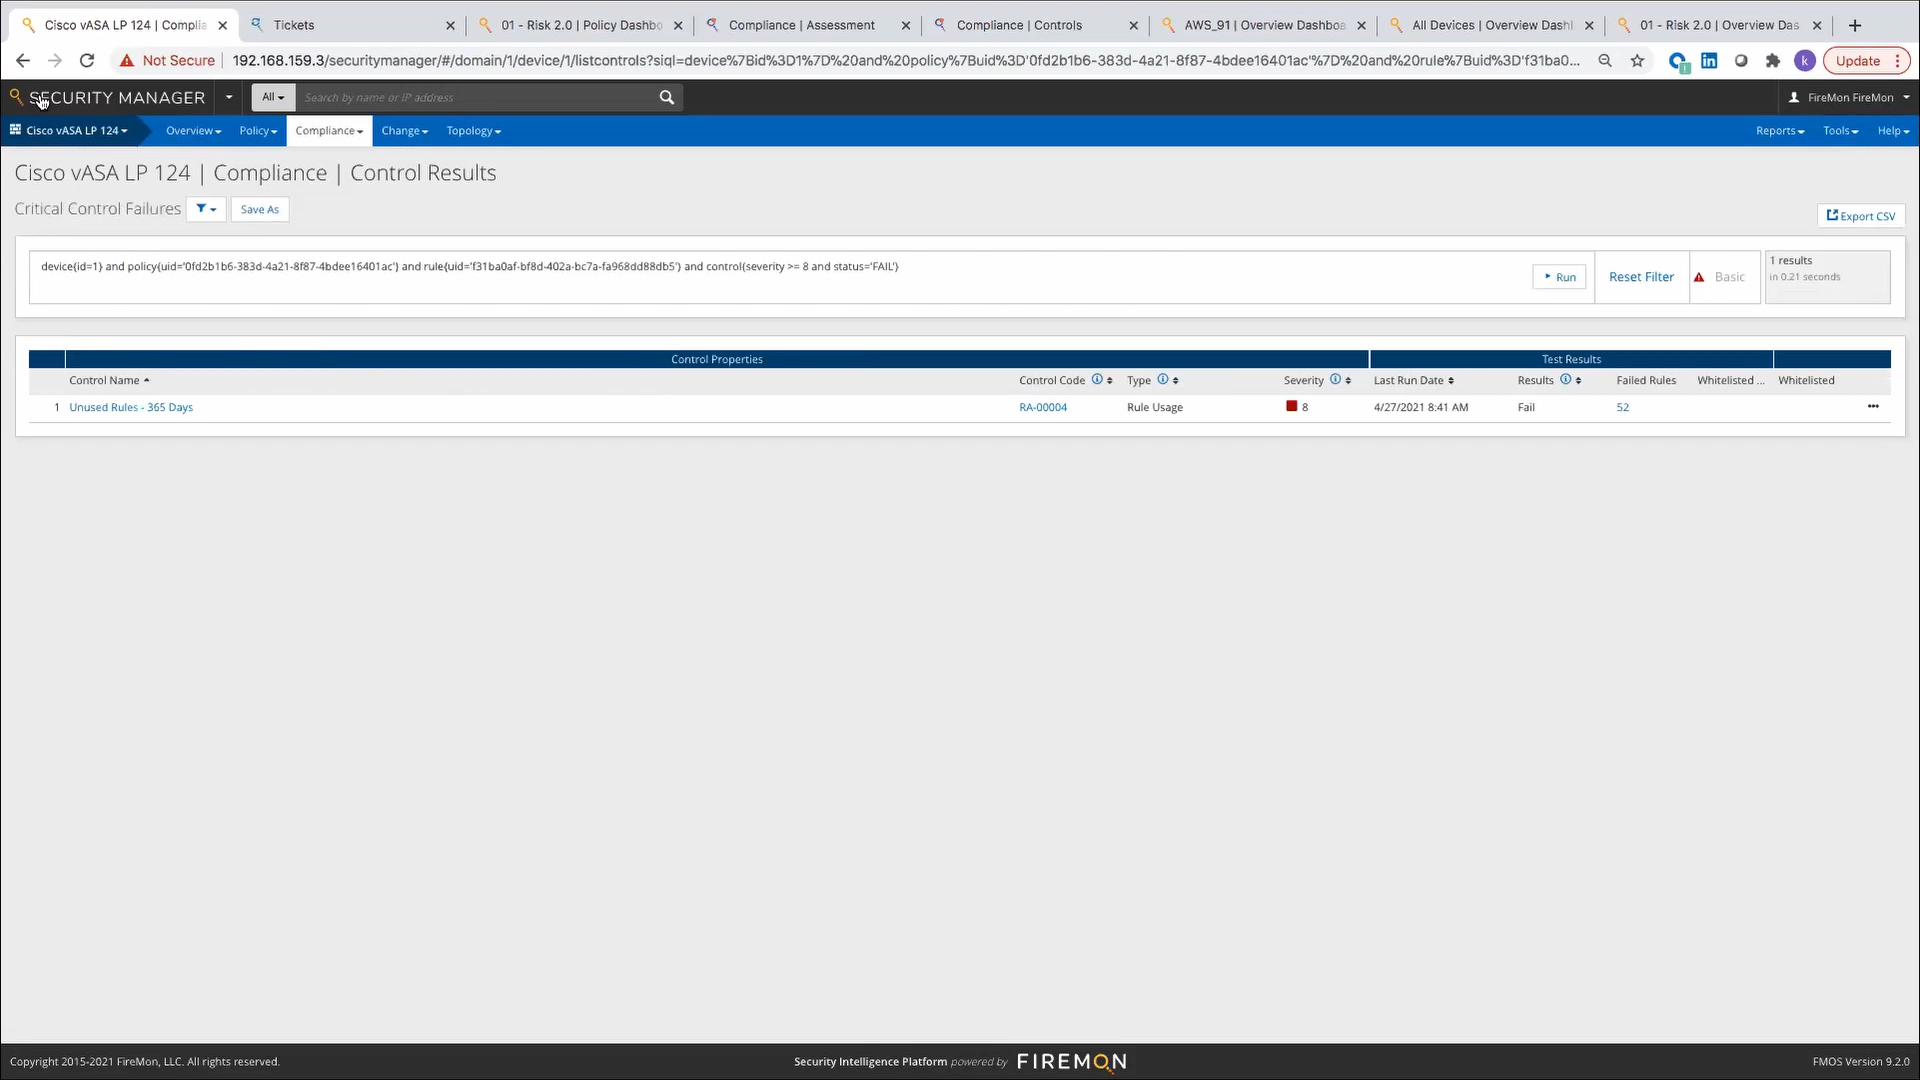 Cisco vASA LP 124 | Complia
Tickets
01 - Risk 2.0 | Policy Dashbo
Compliance | Assessment
Compliance | Controls
AWS_91 | Overview Dashboa
All Devices | Overview Dash
01 - Risk 2.0 | Overview Das
Not Secure
192.168.159.3/securitymanager/#/domain/1/device/1/listcontrols?siql=device%7Bid%3D1%7D%20and%20policy%7Buid%3D'0fd2b1b6-383d-4a21-8f87-4bdee16401ac'%7D%20and%20rule%7Buid%3D'f31ba0...
k
Update
SECURITY MANAGER
All
Search by name or IP address
FireMon FireMon
Cisco vASA LP 124
Overview
Policy
Compliance
Change
Topology
Reports
Tools
Help
Cisco vASA LP 124 | Compliance | Control Results
Critical Control Failures
Save As
Export CSV
device{id=1} and policy{uid='0fd2b1b6-383d-4a21-8f87-4bdee16401ac'} and rule{uid='f31ba0af-bf8d-402a-bc7a-fa968dd88db5'} and control{severity >= 8 and status='FAIL'}
Run
Reset Filter
Basic
1 results
in 0.21 seconds
Control Properties
Test Results
Control Name
Control Code
Type
Severity
Last Run Date
Results
Failed Rules
Whitelisted ...
Whitelisted
1 Unused Rules - 365 Days RA-00004 Rule Usage 8 4/27/2021 8:41 AM Fail 52
Copyright 2015-2021 FireMon, LLC. All rights reserved.
Security Intelligence Platform powered by FIREMON
FMOS Version 9.2.0